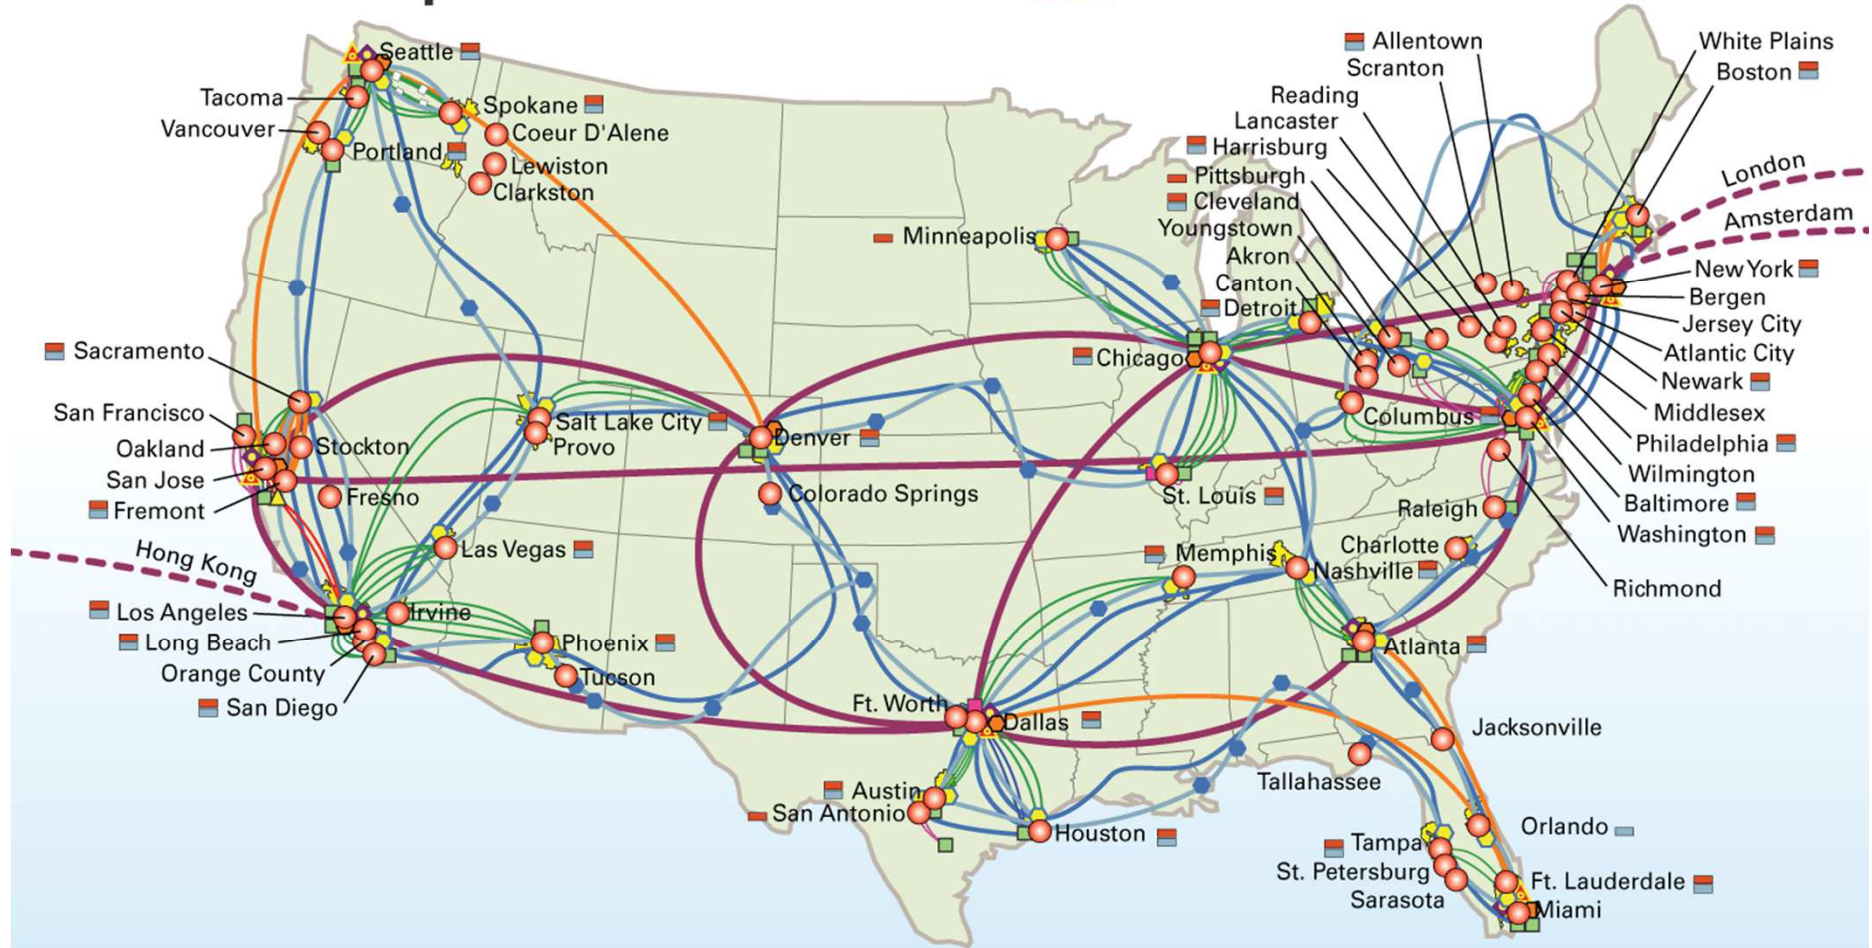 Seattle
Tacoma
Spokane
Vancouver
Coeur D'Alene
Portland
Lewiston
Clarkston
Minneapolis
Allentown
Scranton
Reading
Lancaster
Harrisburg
Pittsburgh
Cleveland
Youngstown
Akron
Canton
Detroit
White Plains
Boston
London
Amsterdam
New York
Bergen
Jersey City
Atlantic City
Newark
Middlesex
Philadelphia
Wilmington
Baltimore
Washington
Richmond
Sacramento
San Francisco
Oakland
Stockton
San Jose
Fremont
Fresno
Salt Lake City
Provo
Denver
Colorado Springs
Chicago
Columbus
St. Louis
Raleigh
Charlotte
Memphis
Nashville
Hong Kong
Las Vegas
Los Angeles
Irvine
Long Beach
Orange County
San Diego
Phoenix
Tucson
Atlanta
Ft. Worth
Dallas
Jacksonville
Tallahassee
Austin
San Antonio
Houston
Orlando
Tampa
St. Petersburg
Sarasota
Ft. Lauderdale
Miami